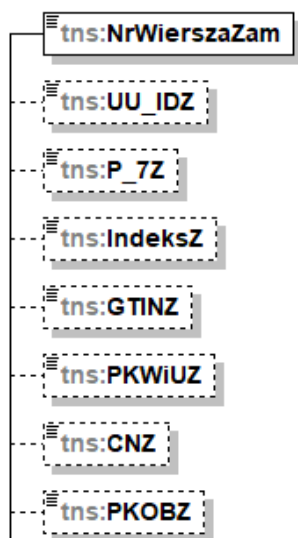 tns:NrWierszaZam
tns:UU_IDZ
tns:P_7Z
tns:IndeksZ
tns:GTINZ
tns:PKWiUZ
tns:CNZ
tns:PKOBZ